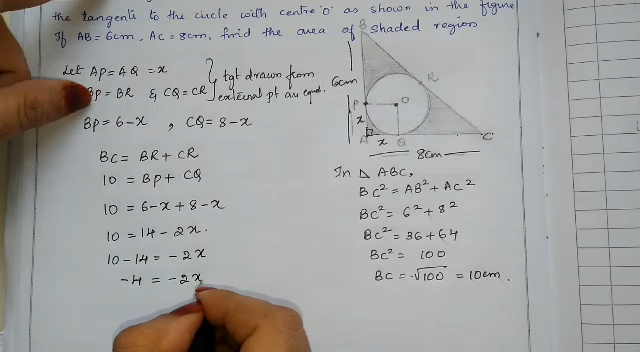 the tangents to the circle with centre 'O' as shown in the figure
If AB = 6cm, AC = 8cm, find the area of shaded region
Let AP = AQ = x
BP = BR & CQ = CR
} tgt drawn from
external pt are equal.
BP = 6-x , CQ = 8-x
BC = BR + CR
10 = BP + CQ
10 = 6-x + 8-x
10 = 14 - 2x.
10 - 14 = -2x
-4 = -2x
B
6cm
R
P
O
x
A
x
Q
C
8cm
In △ ABC,
BC² = AB² + AC²
BC² = 6² + 8²
BC² = 36 + 64
BC² = 100
BC = √100 = 10cm.